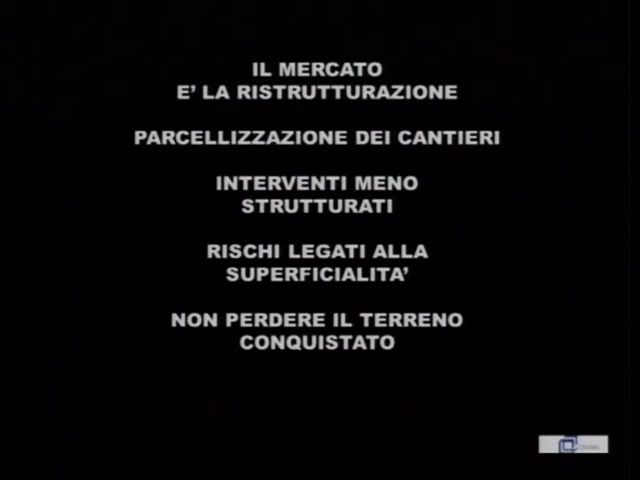 IL MERCATO
E’ LA RISTRUTTURAZIONE
PARCELLIZZAZIONE DEI CANTIERI
INTERVENTI MENO
STRUTTURATI
RISCHI LEGATI ALLA
SUPERFICIALITA’
NON PERDERE IL TERRENO
CONQUISTATO